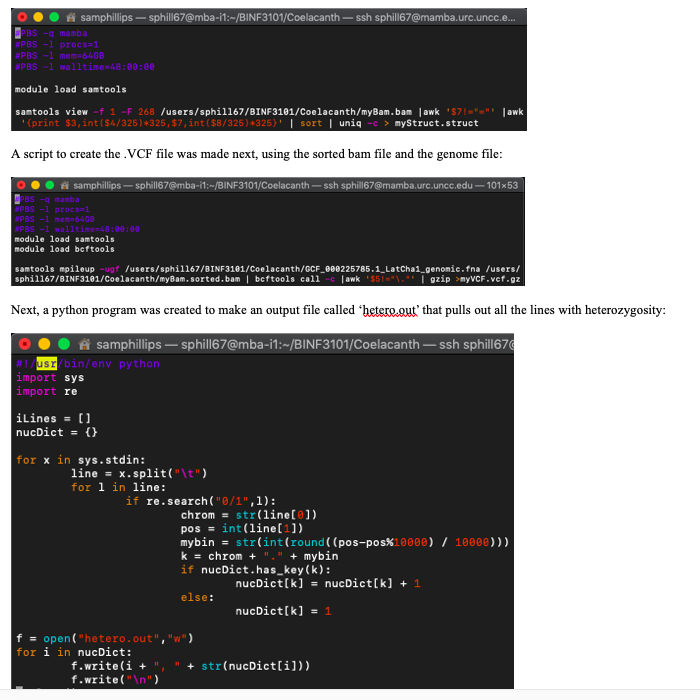 samphillips — sphill67@mba-i1:~/BINF3101/Coelacanth — ssh sphill67@mamba.urc.uncc.e...
#PBS -q mamba
#PBS -l procs=1
#PBS -l mem=64GB
#PBS -l walltime=48:00:00
module load samtools
samtools view -f 1 -F 268 /users/sphill67/BINF3101/Coelacanth/myBam.bam |awk '$7!="="' |awk
'{print $3,int($4/325)*325,$7,int($8/325)*325}' | sort | uniq -c > myStruct.struct
A script to create the .VCF file was made next, using the sorted bam file and the genome file:
samphillips — sphill67@mba-i1:~/BINF3101/Coelacanth — ssh sphill67@mamba.urc.uncc.edu — 101×53
#PBS -q mamba
#PBS -l procs=1
#PBS -l mem=64GB
#PBS -l walltime=48:00:00
module load samtools
module load bcftools
samtools mpileup -ugf /users/sphill67/BINF3101/Coelacanth/GCF_000225785.1_LatCha1_genomic.fna /users/
sphill67/BINF3101/Coelacanth/myBam.sorted.bam | bcftools call -c |awk '$5!="\."' | gzip >myVCF.vcf.gz
Next, a python program was created to make an output file called ‘hetero.out’ that pulls out all the lines with heterozygosity:
samphillips — sphill67@mba-i1:~/BINF3101/Coelacanth — ssh sphill67@
#!/usr/bin/env python
import sys
import re
iLines = []
nucDict = {}
for x in sys.stdin:
line = x.split("\t")
for l in line:
if re.search("0/1",l):
chrom = str(line[0])
pos = int(line[1])
mybin = str(int(round((pos-pos%10000) / 10000)))
k = chrom + "." + mybin
if nucDict.has_key(k):
nucDict[k] = nucDict[k] + 1
else:
nucDict[k] = 1
f = open("hetero.out","w")
for i in nucDict:
f.write(i + ", " + str(nucDict[i]))
f.write("\n")